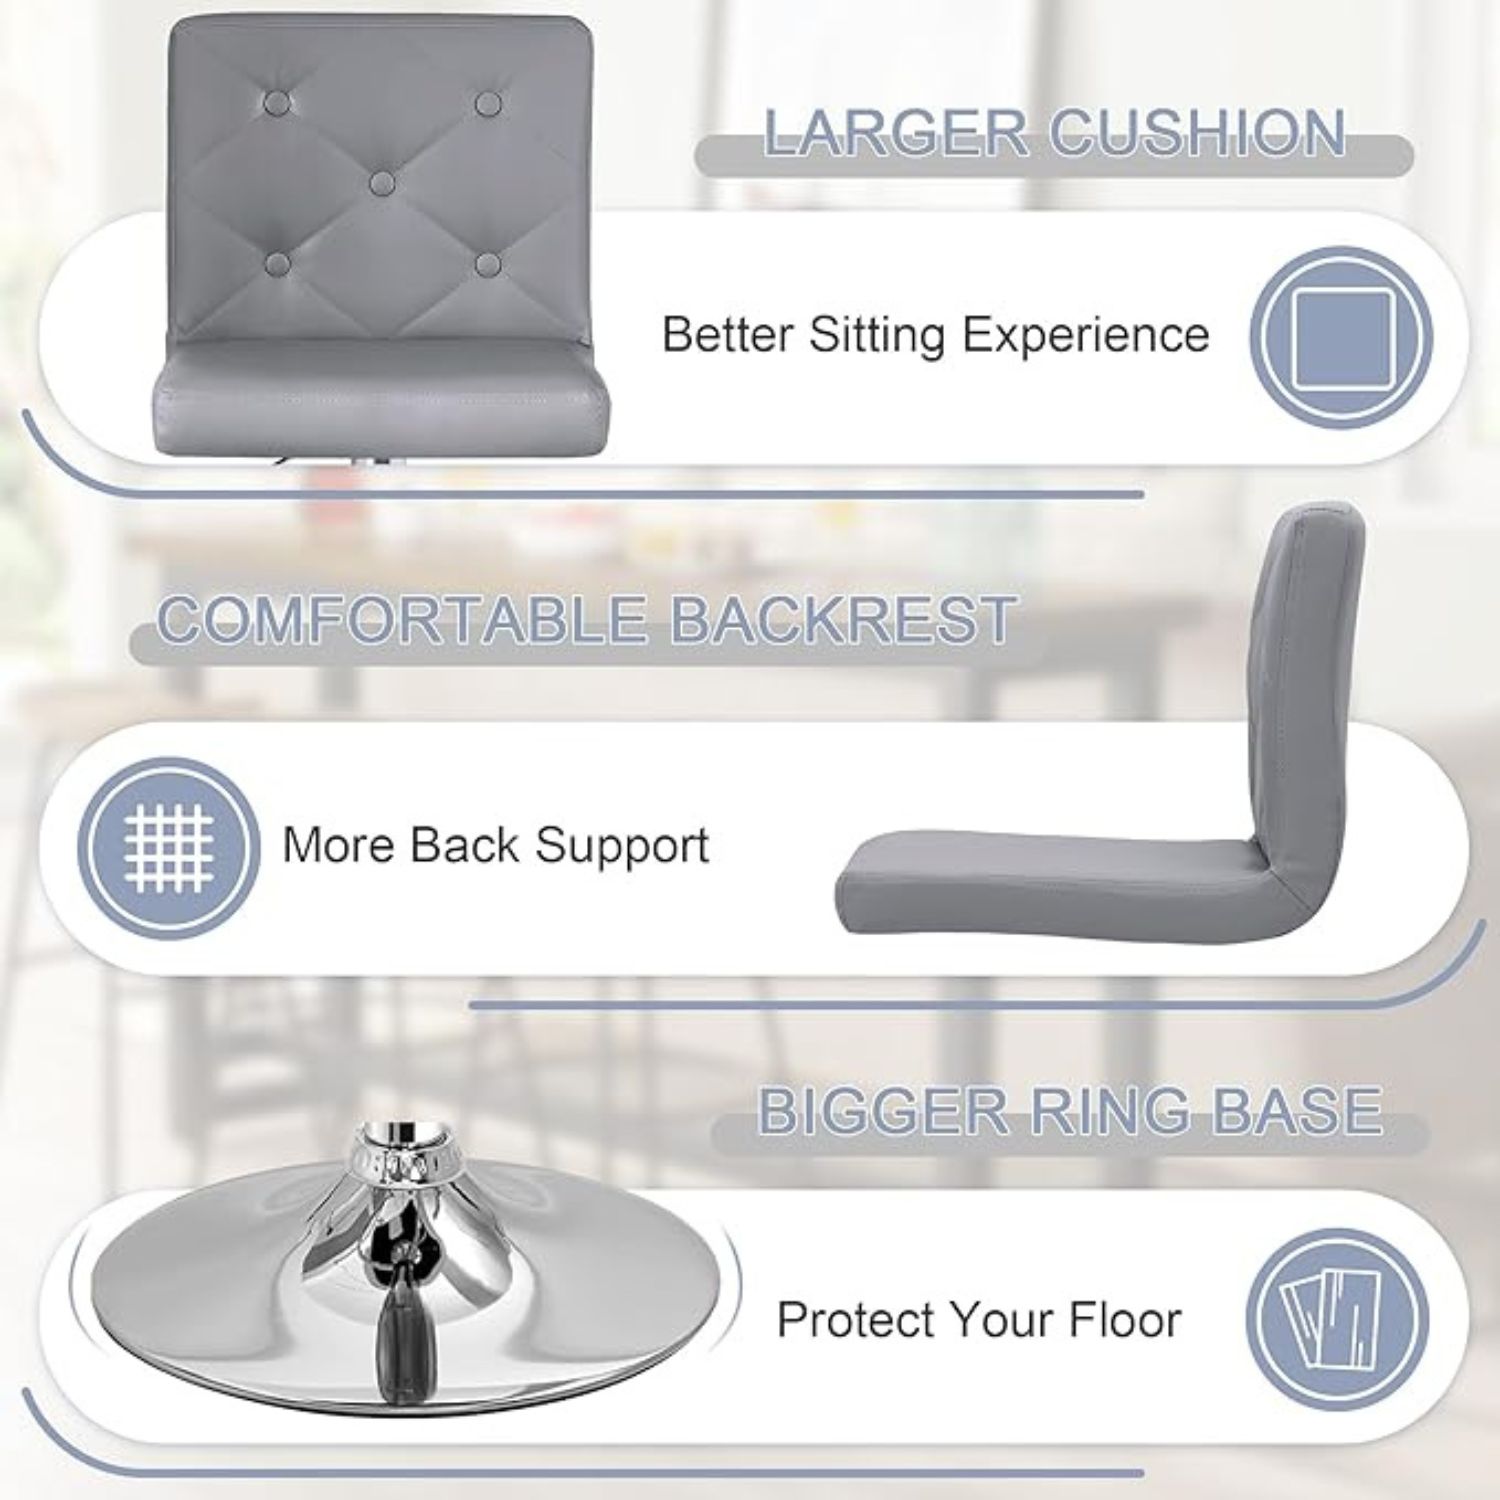 LARGER CUSHION
Better Sitting Experience
COMFORTABLE BACKREST
More Back Support
BIGGER RING BASE
Protect Your Floor